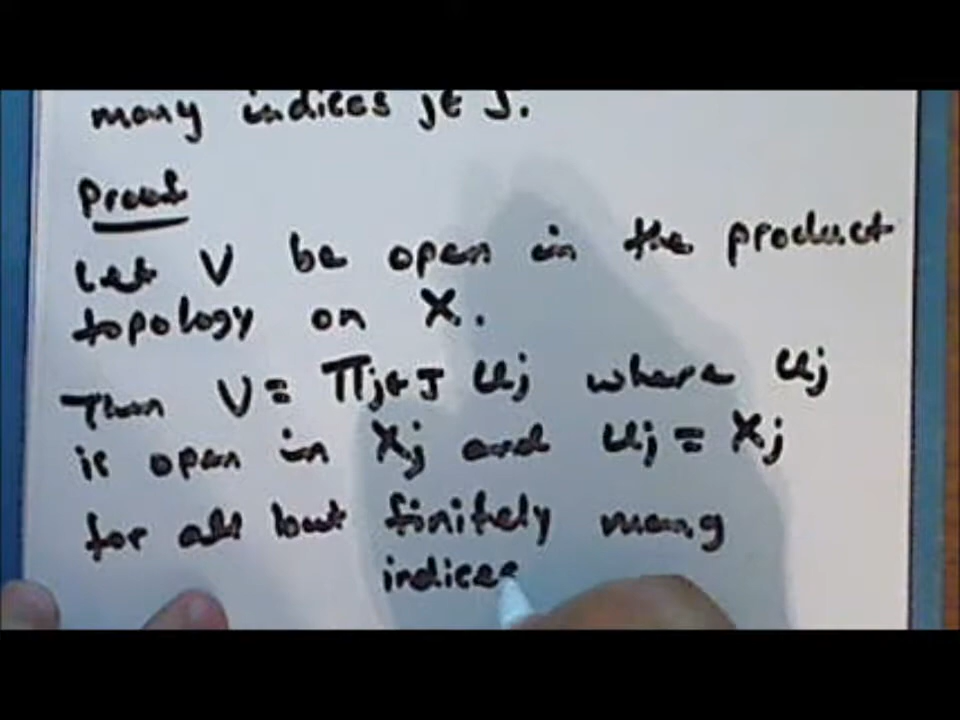 many indices j∈ J.
Proof
Let V be open in the product
topology on X.
Then V = Πj∈J Uj where Uj
is open in Xj and Uj = Xj
for all but finitely many
indices